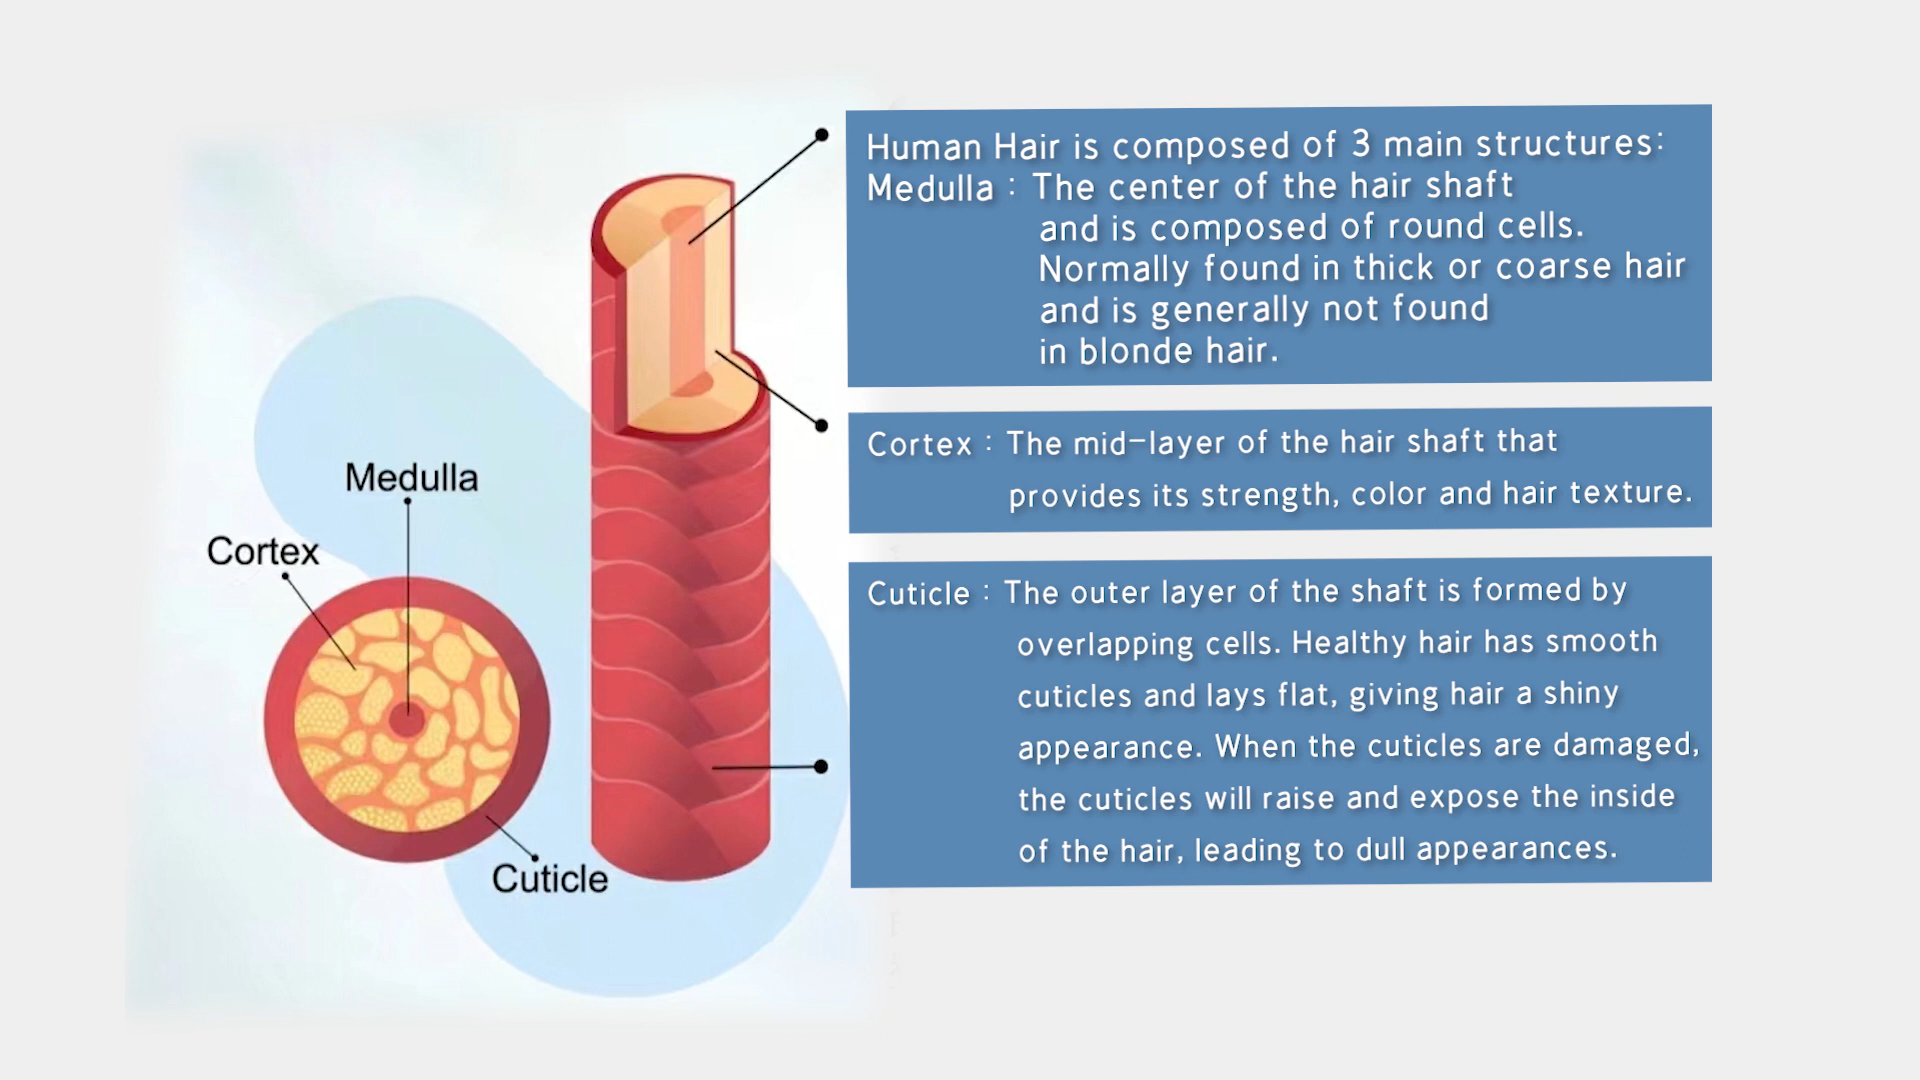 Human Hair is composed of 3 main structures:
Medulla : The center of the hair shaft
and is composed of round cells.
Normally found in thick or coarse hair
and is generally not found
in blonde hair.
Cortex : The mid-layer of the hair shaft that
provides its strength, color and hair texture.
Cuticle : The outer layer of the shaft is formed by
overlapping cells. Healthy hair has smooth
cuticles and lays flat, giving hair a shiny
appearance. When the cuticles are damaged,
the cuticles will raise and expose the inside
of the hair, leading to dull appearances.
Medulla
Cortex
Cuticle